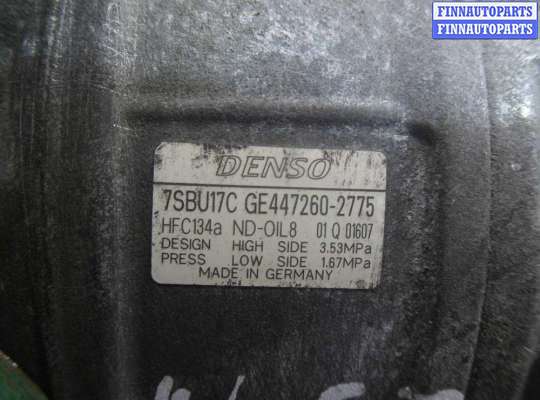 FINNAUTOPARTS
FINNAUTOPARTS
DENSO
7SBU17C GE447260-2775
HFC134a ND-OIL8 01 Q 01607
DESIGN HIGH SIDE 3.53MPa
PRESS LOW SIDE 1.67MPa
MADE IN GERMANY